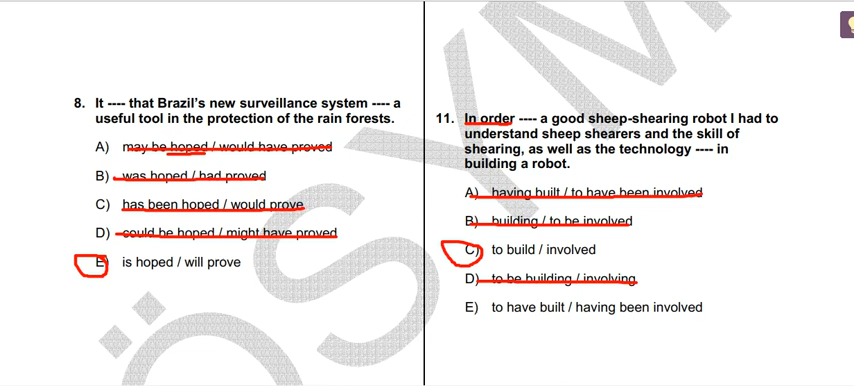 8. It ---- that Brazil's new surveillance system ---- a
useful tool in the protection of the rain forests.
A) may be hoped / would have proved
B) was hoped / had proved
C) has been hoped / would prove
D) could be hoped / might have proved
E) is hoped / will prove
11. In order ---- a good sheep-shearing robot I had to
understand sheep shearers and the skill of
shearing, as well as the technology ---- in
building a robot.
A) having built / to have been involved
B) building / to be involved
C) to build / involved
D) to be building / involving
E) to have built / having been involved
ÖSYM